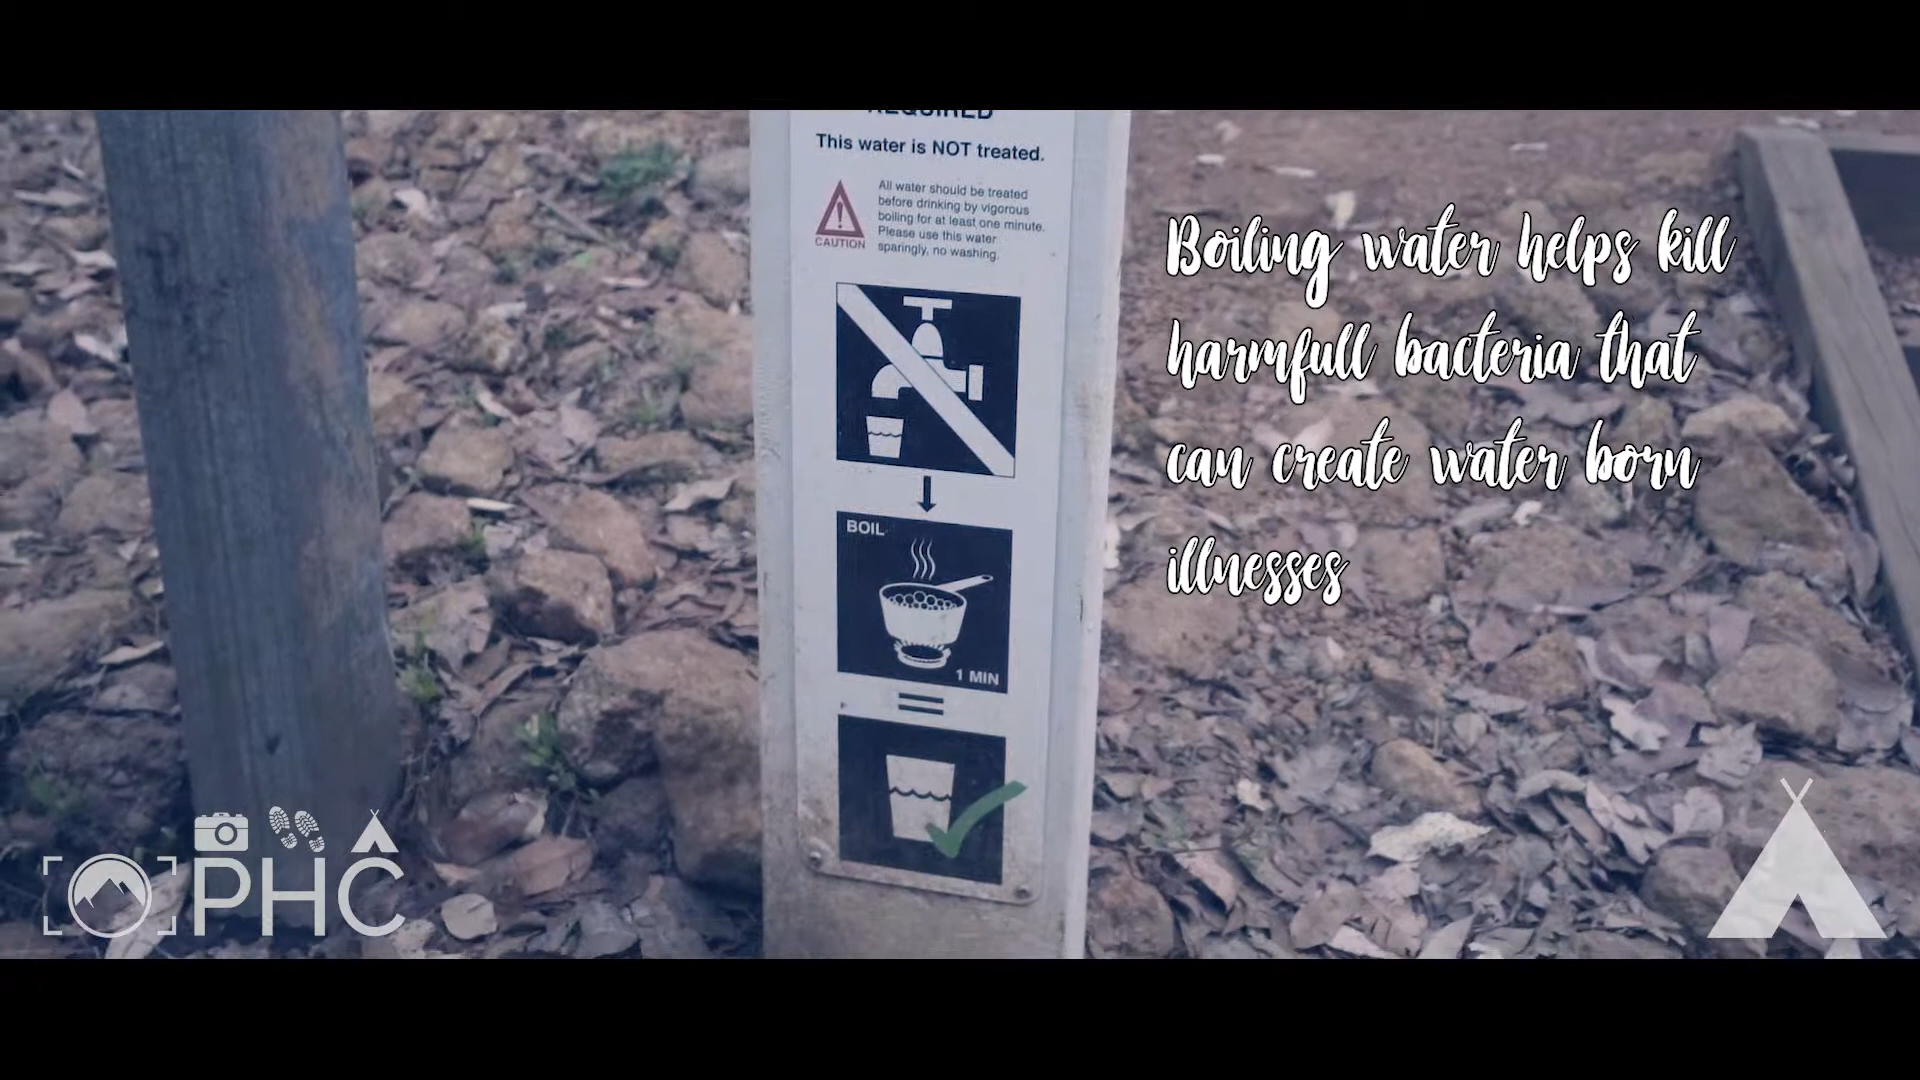 REQUIRED
This water is NOT treated.
All water should be treated
before drinking by vigorous
boiling for at least one minute.
Please use this water
sparingly, no washing.
CAUTION
BOIL
1 MIN
Boiling water helps kill
harmfull bacteria that
can create water born
illnesses
PHC